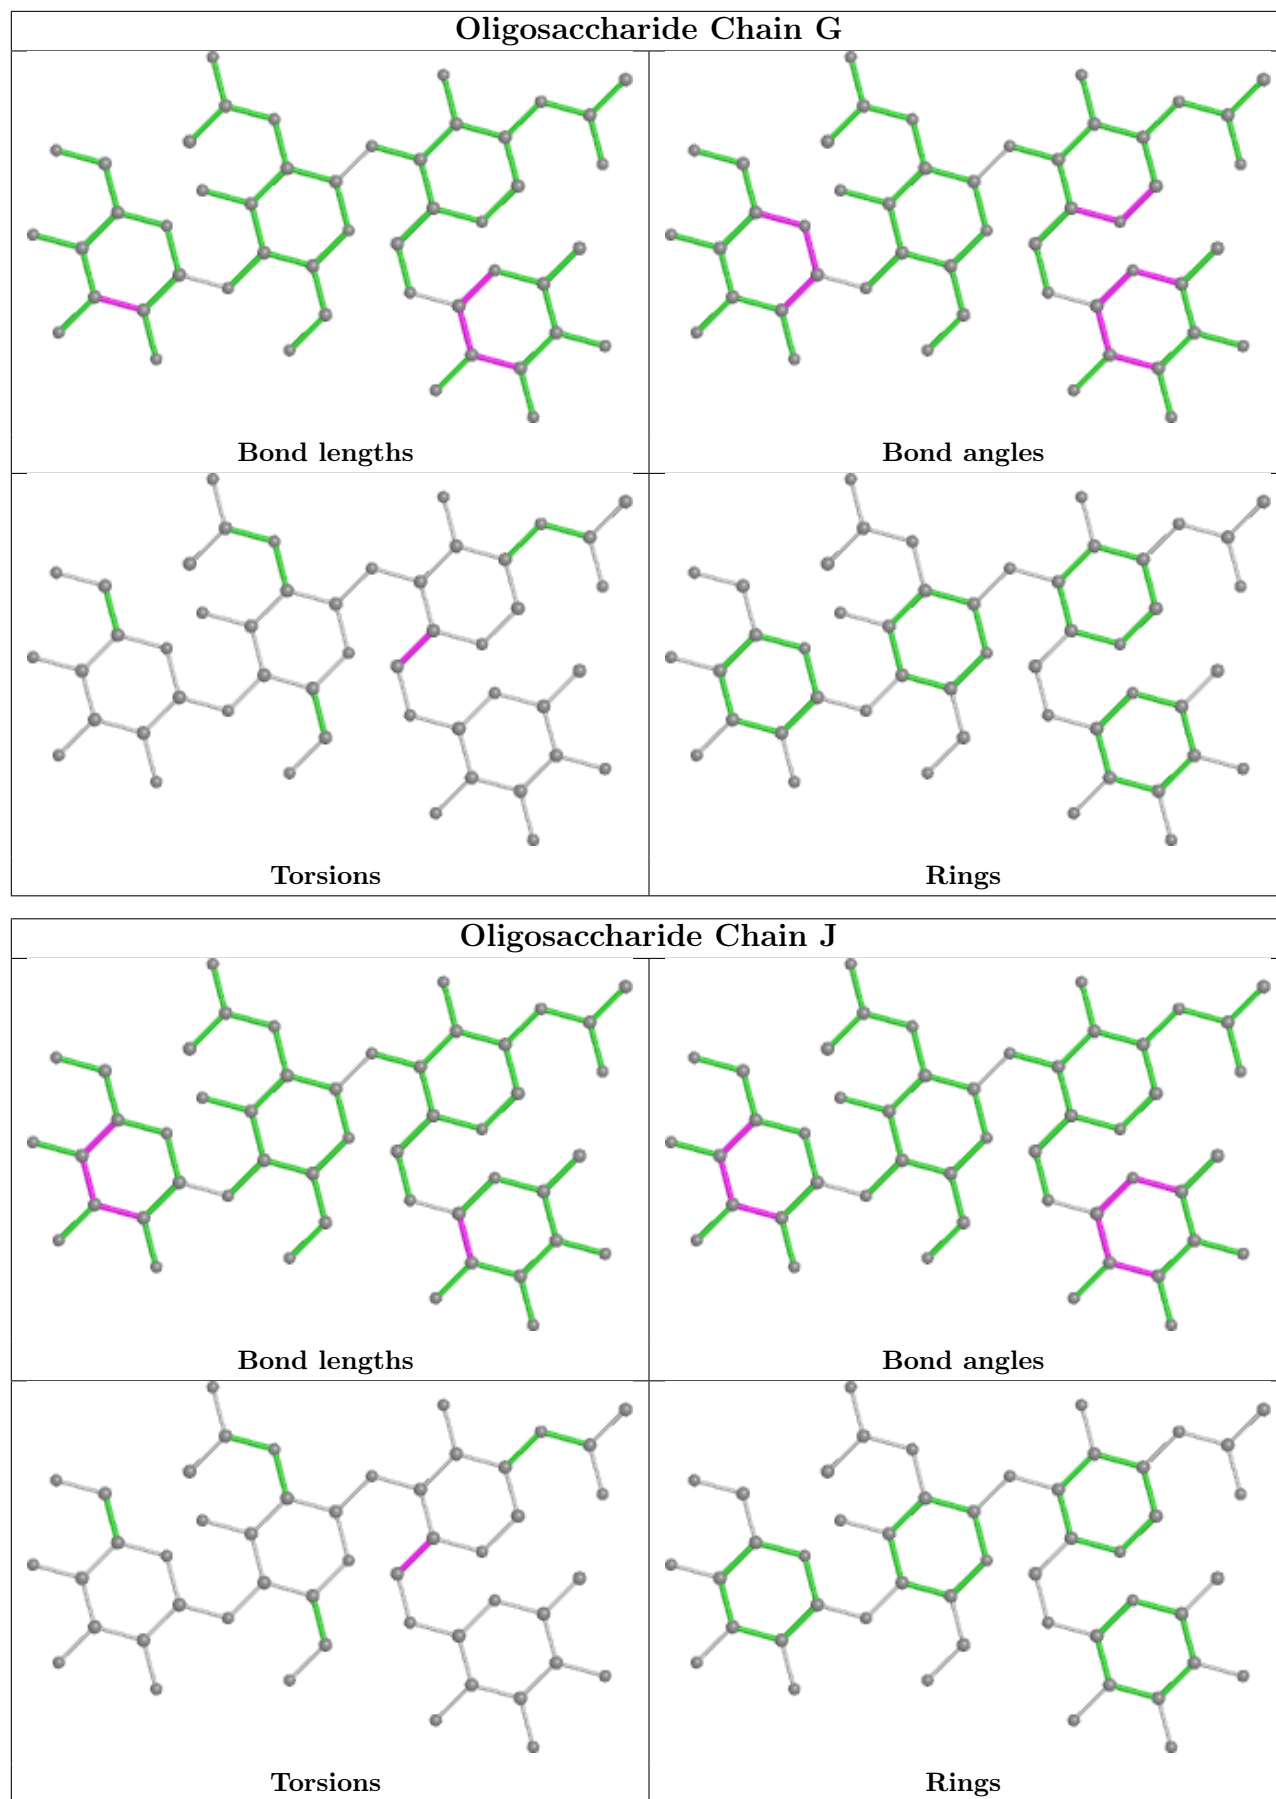 Oligosaccharide Chain G
Bond lengths
Bond angles
Torsions
Rings
Oligosaccharide Chain J
Bond lengths
Bond angles
Torsions
Rings